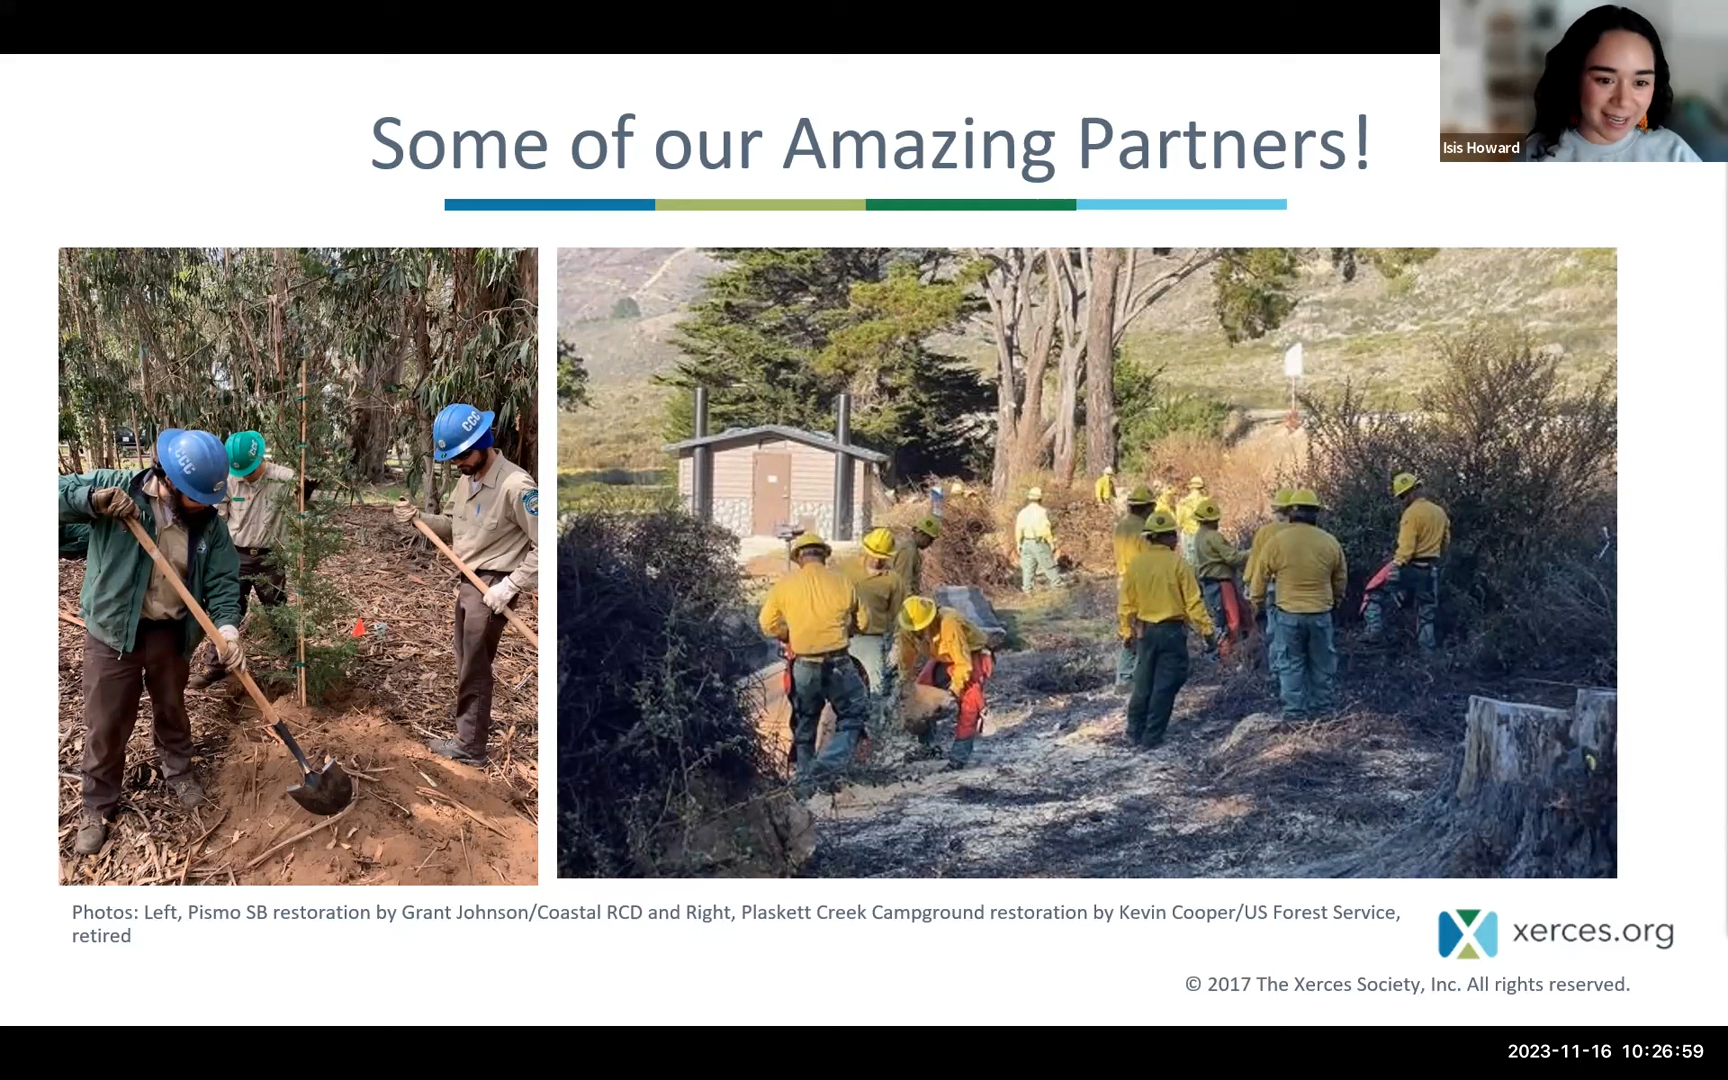 Some of our Amazing Partners!
Isis Howard
CCC
CCC
CCC
Photos: Left, Pismo SB restoration by Grant Johnson/Coastal RCD and Right, Plaskett Creek Campground restoration by Kevin Cooper/US Forest Service,
retired
xerces.org
© 2017 The Xerces Society, Inc. All rights reserved.
2023-11-16 10:26:59